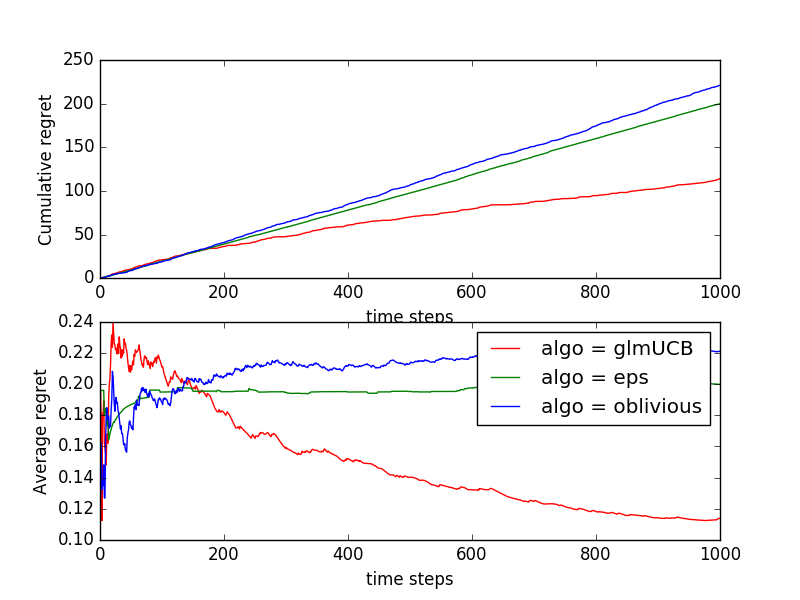 250
200
150
100
50
0
Cumulative regret
0 200 400 600 800 1000
time steps
0.24
0.22
0.20
0.18
0.16
0.14
0.12
0.10
Average regret
algo = glmUCB
algo = eps
algo = oblivious
0 200 400 600 800 1000
time steps